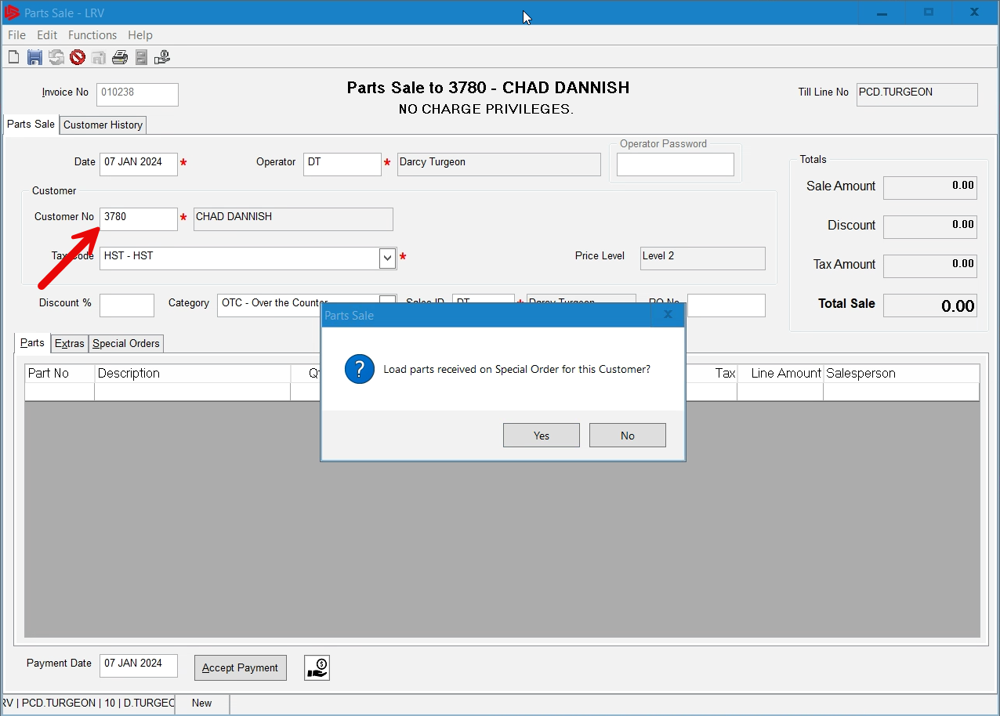 Parts Sale - LRV
File Edit Functions Help
Invoice No 010238
Parts Sale to 3780 - CHAD DANNISH
NO CHARGE PRIVILEGES.
Till Line No PCD.TURGEON
Parts Sale Customer History
Date 07 JAN 2024 *
Operator DT * Darcy Turgeon
Operator Password
Totals
Sale Amount 0.00
Discount 0.00
Tax Amount 0.00
Total Sale 0.00
Customer
Customer No 3780 * CHAD DANNISH
Tax Code HST - HST *
Price Level Level 2
Discount %
Category OTC - Over the Counter
Sales ID DT * Darcy Turgeon
PO No
Parts Extras Special Orders
Part No Description Tax Line Amount Salesperson
Parts Sale
? Load parts received on Special Order for this Customer?
Yes No
Payment Date 07 JAN 2024 Accept Payment
RV | PCD.TURGEON | 10 | D.TURGEO New